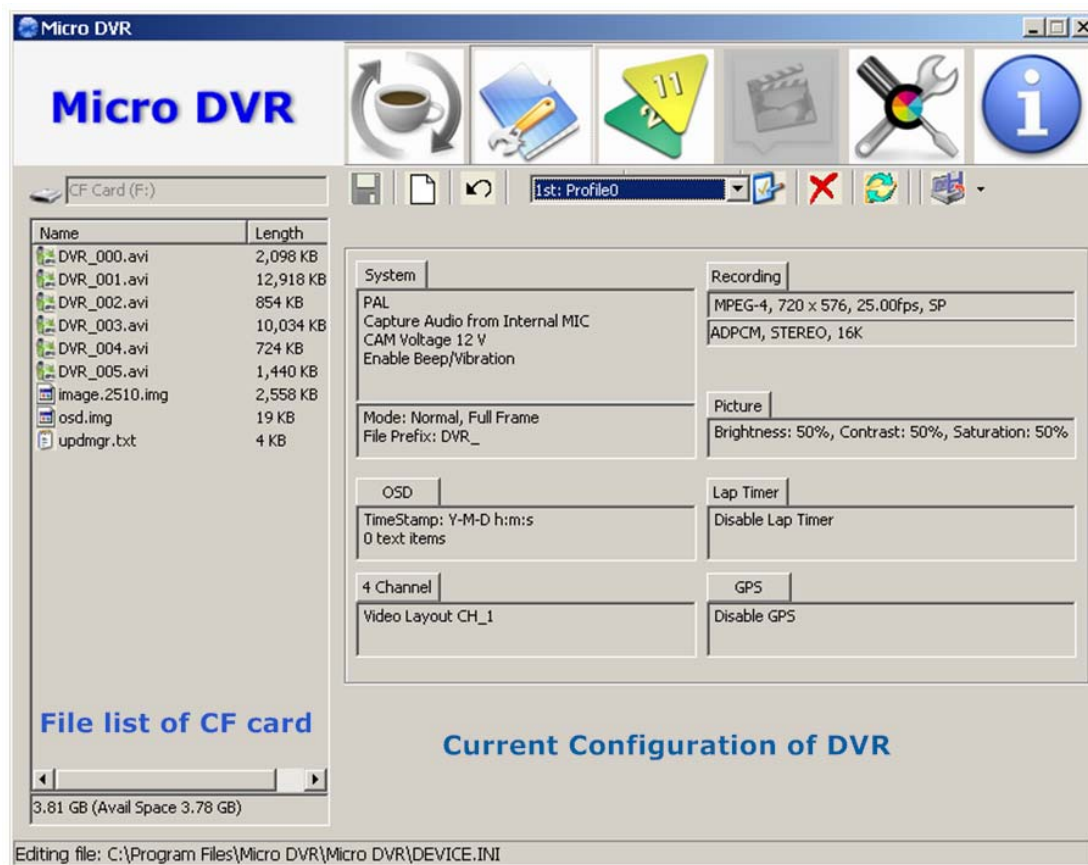 Micro DVR
Micro DVR
11
2
CF Card (F:)
1st: Profile0
Name Length
DVR_000.avi 2,098 KB
DVR_001.avi 12,918 KB
DVR_002.avi 854 KB
DVR_003.avi 10,034 KB
DVR_004.avi 724 KB
DVR_005.avi 1,440 KB
image.2510.img 2,558 KB
osd.img 19 KB
updmgr.txt 4 KB
File list of CF card
3.81 GB (Avail Space 3.78 GB)
System
PAL
Capture Audio from Internal MIC
CAM Voltage 12 V
Enable Beep/Vibration
Mode: Normal, Full Frame
File Prefix: DVR_
Recording
MPEG-4, 720 x 576, 25.00fps, SP
ADPCM, STEREO, 16K
Picture
Brightness: 50%, Contrast: 50%, Saturation: 50%
OSD
TimeStamp: Y-M-D h:m:s
0 text items
Lap Timer
Disable Lap Timer
4 Channel
Video Layout CH_1
GPS
Disable GPS
Current Configuration of DVR
Editing file: C:\Program Files\Micro DVR\Micro DVR\DEVICE.INI